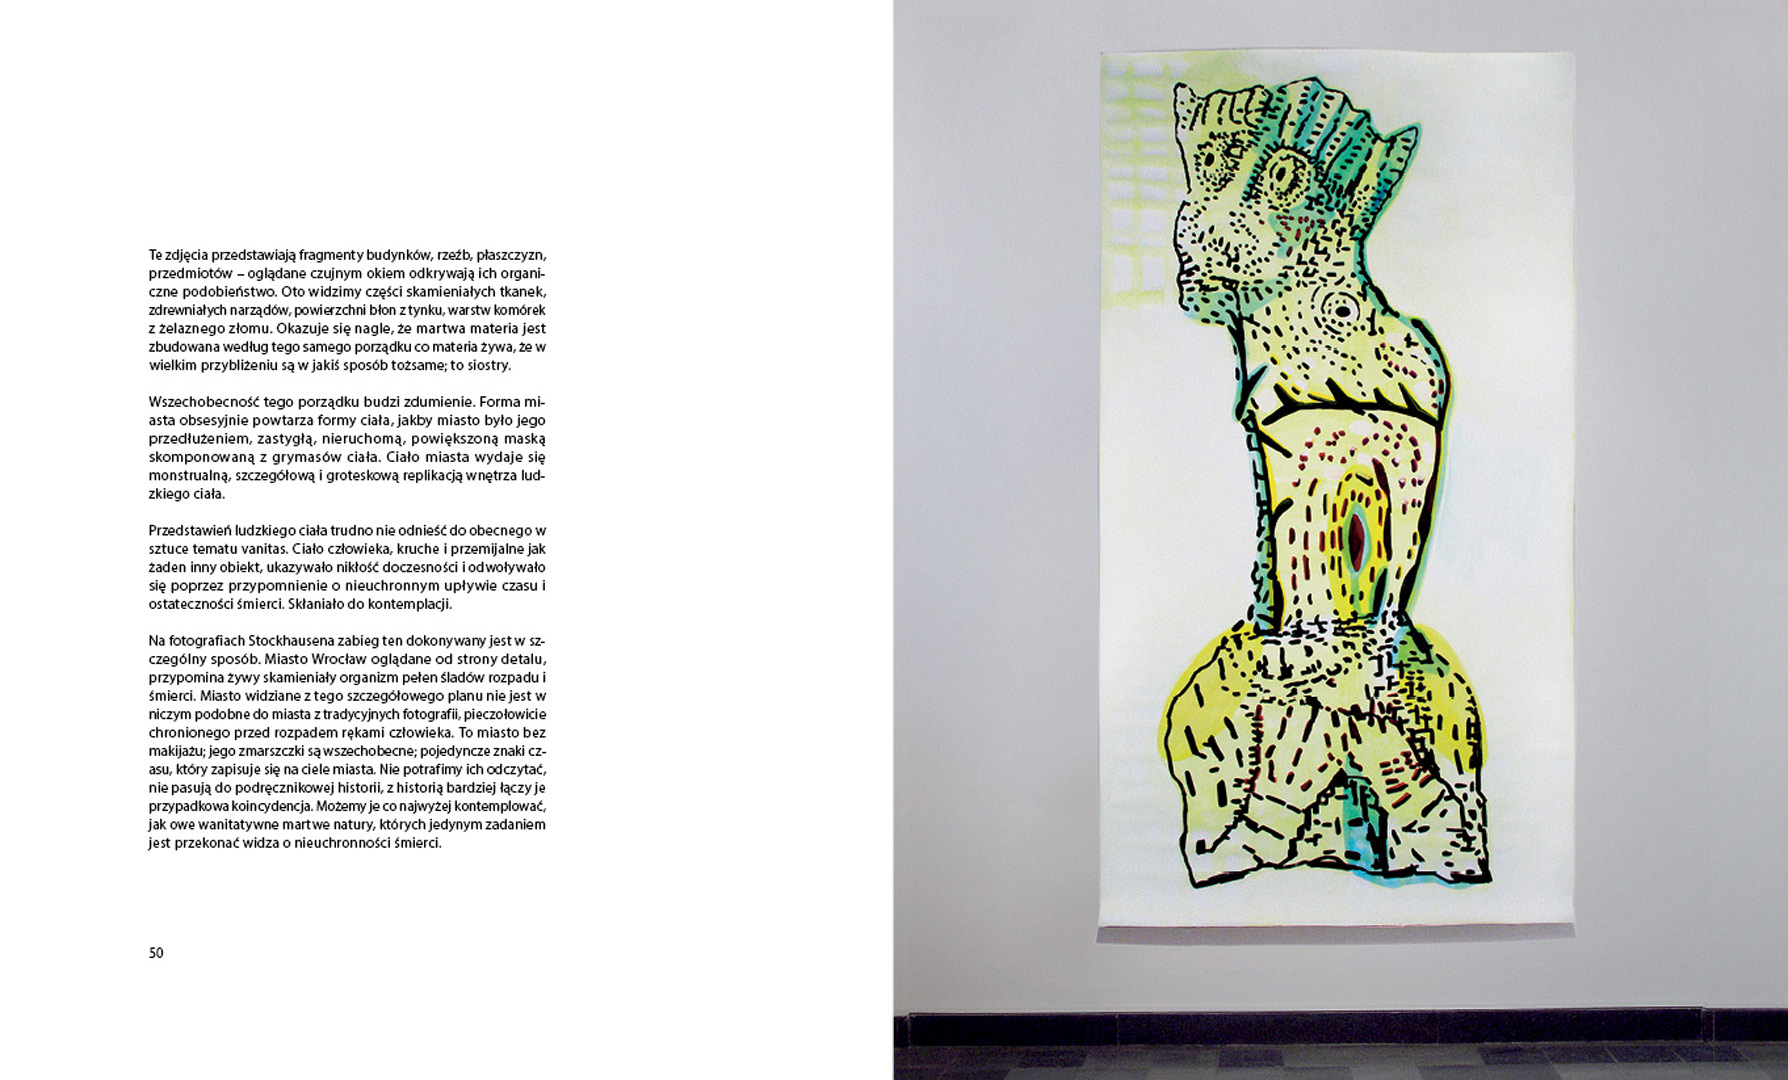 Te zdjęcia przedstawiają fragmenty budynków, rzeźb, płaszczyzn,
przedmiotów – oglądane czujnym okiem odkrywają ich organi-
czne podobieństwo. Oto widzimy części skamieniałych tkanek,
zdrewniałych narządów, powierzchni błon z tynku, warstw komórek
z żelaznego złomu. Okazuje się nagle, że martwa materia jest
zbudowana według tego samego porządku co materia żywa, że w
wielkim przybliżeniu są w jakiś sposób tożsame; to siostry.
Wszechobecność tego porządku budzi zdumienie. Forma mi-
asta obsesyjnie powtarza formy ciała, jakby miasto było jego
przedłużeniem, zastygłą, nieruchomą, powiększoną maską
skomponowaną z grymasów ciała. Ciało miasta wydaje się
monstrualną, szczegółową i groteskową replikacją wnętrza lud-
zkiego ciała.
Przedstawień ludzkiego ciała trudno nie odnieść do obecnego w
sztuce tematu vanitas. Ciało człowieka, kruche i przemijalne jak
żaden inny obiekt, ukazywało nikłość doczesności i odwoływało
się poprzez przypomnienie o nieuchronnym upływie czasu i
ostateczności śmierci. Skłaniało do kontemplacji.
Na fotografiach Stockhausena zabieg ten dokonywany jest w sz-
czególny sposób. Miasto Wrocław oglądane od strony detalu,
przypomina żywy skamieniały organizm pełen śladów rozpadu i
śmierci. Miasto widziane z tego szczegółowego planu nie jest w
niczym podobne do miasta z tradycyjnych fotografii, pieczołowicie
chronionego przed rozpadem rękami człowieka. To miasto bez
makijażu; jego zmarszczki są wszechobecne; pojedyncze znaki cz-
asu, który zapisuje się na ciele miasta. Nie potrafimy ich odczytać,
nie pasują do podręcznikowej historii, z historią bardziej łączy je
przypadkowa koincydencja. Możemy je co najwyżej kontemplować,
jak owe wanitatywne martwe natury, których jedynym zadaniem
jest przekonać widza o nieuchronności śmierci.
50